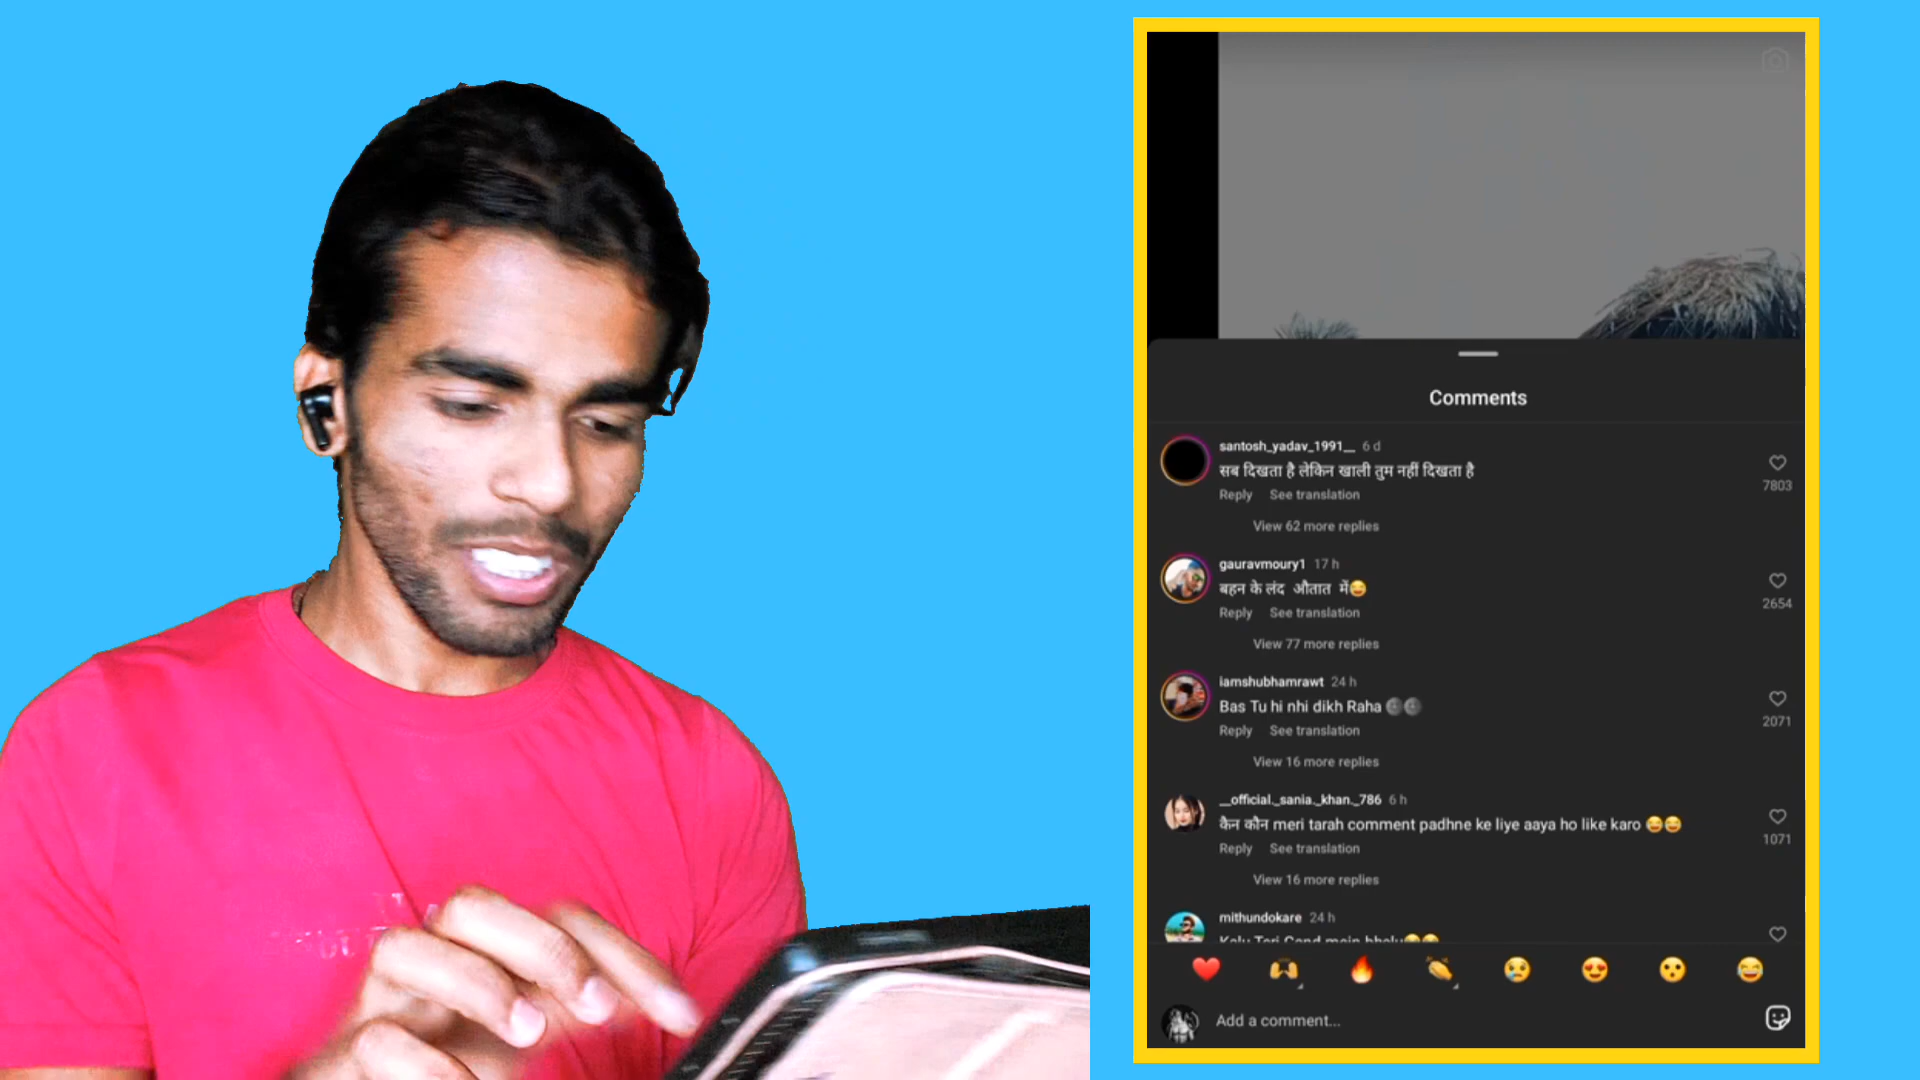 Comments
santosh_yadav_1991__ 6 d
सब दिखता है लेकिन खाली तुम नहीं दिखता है
7803
Reply See translation
View 62 more replies
gauravmoury1 17 h
बहन के लंद औतात में😂
2654
Reply See translation
View 77 more replies
iamshubhamrawt 24 h
Bas Tu hi nhi dikh Raha 🌚🌚
2071
Reply See translation
View 16 more replies
__official._sania._khan._786 6 h
कैन कौन meri tarah comment padhne ke liye aaya ho like karo 😂😂
1071
Reply See translation
View 16 more replies
mithundokare 24 h
Add a comment...